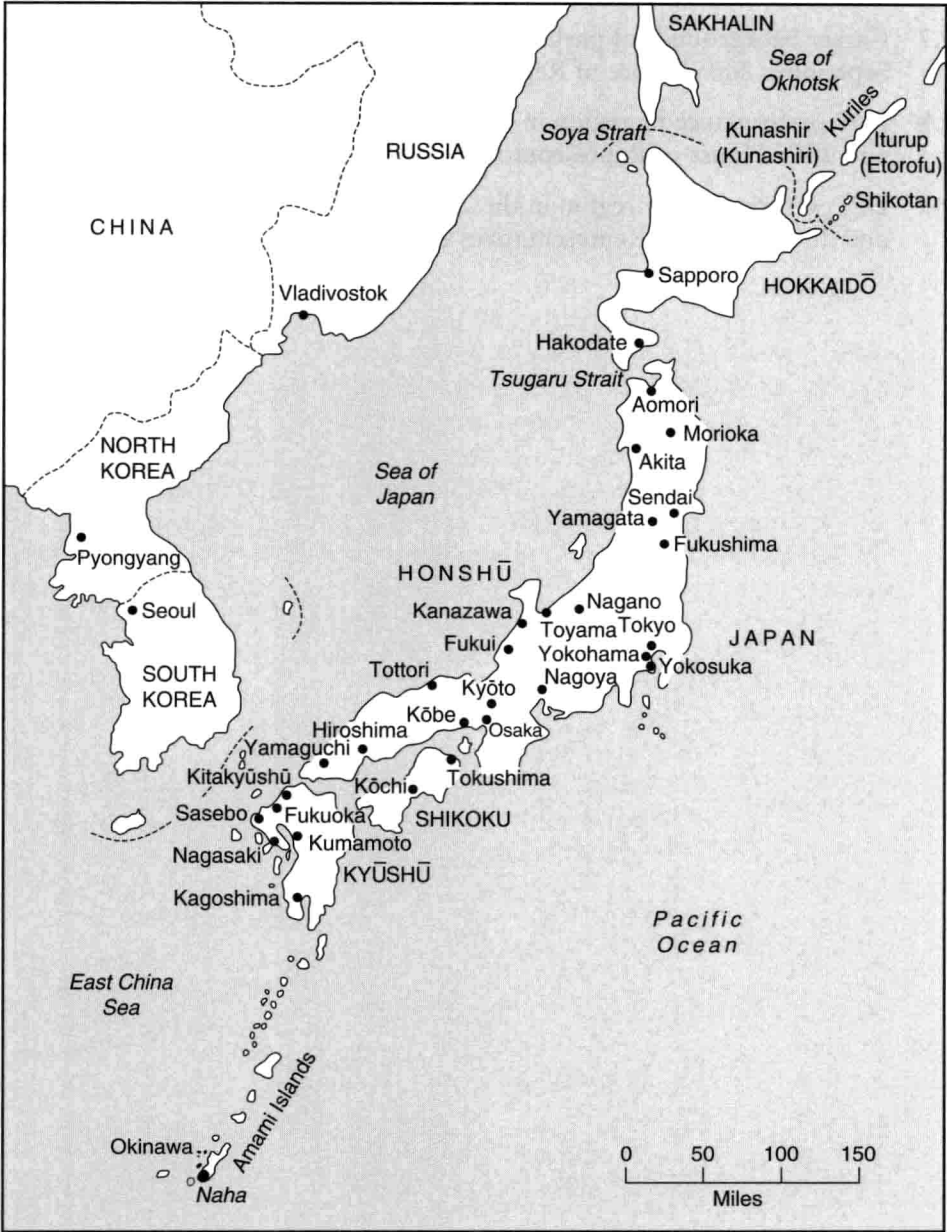 SAKHALIN
Sea of
Okhotsk
Kuriles
Soya Straft
Kunashir
(Kunashiri)
Iturup
(Etorofu)
RUSSIA
Shikotan
CHINA
Sapporo
HOKKAIDŌ
Vladivostok
Hakodate
Tsugaru Strait
Aomori
Morioka
NORTH
KOREA
Akita
Sea of
Japan
Sendai
Yamagata
Fukushima
Pyongyang
HONSHŪ
Seoul
Kanazawa
Nagano
Toyama
Tokyo
JAPAN
Fukui
Yokohama
Yokosuka
SOUTH
KOREA
Tottori
Kyōto
Nagoya
Kōbe
Osaka
Hiroshima
Yamaguchi
Kitakyūshū
Kōchi
Tokushima
Sasebo
Fukuoka
SHIKOKU
Nagasaki
Kumamoto
KYŪSHŪ
Kagoshima
Pacific
Ocean
East China
Sea
Amami Islands
Okinawa
Naha
0 50 100 150
Miles